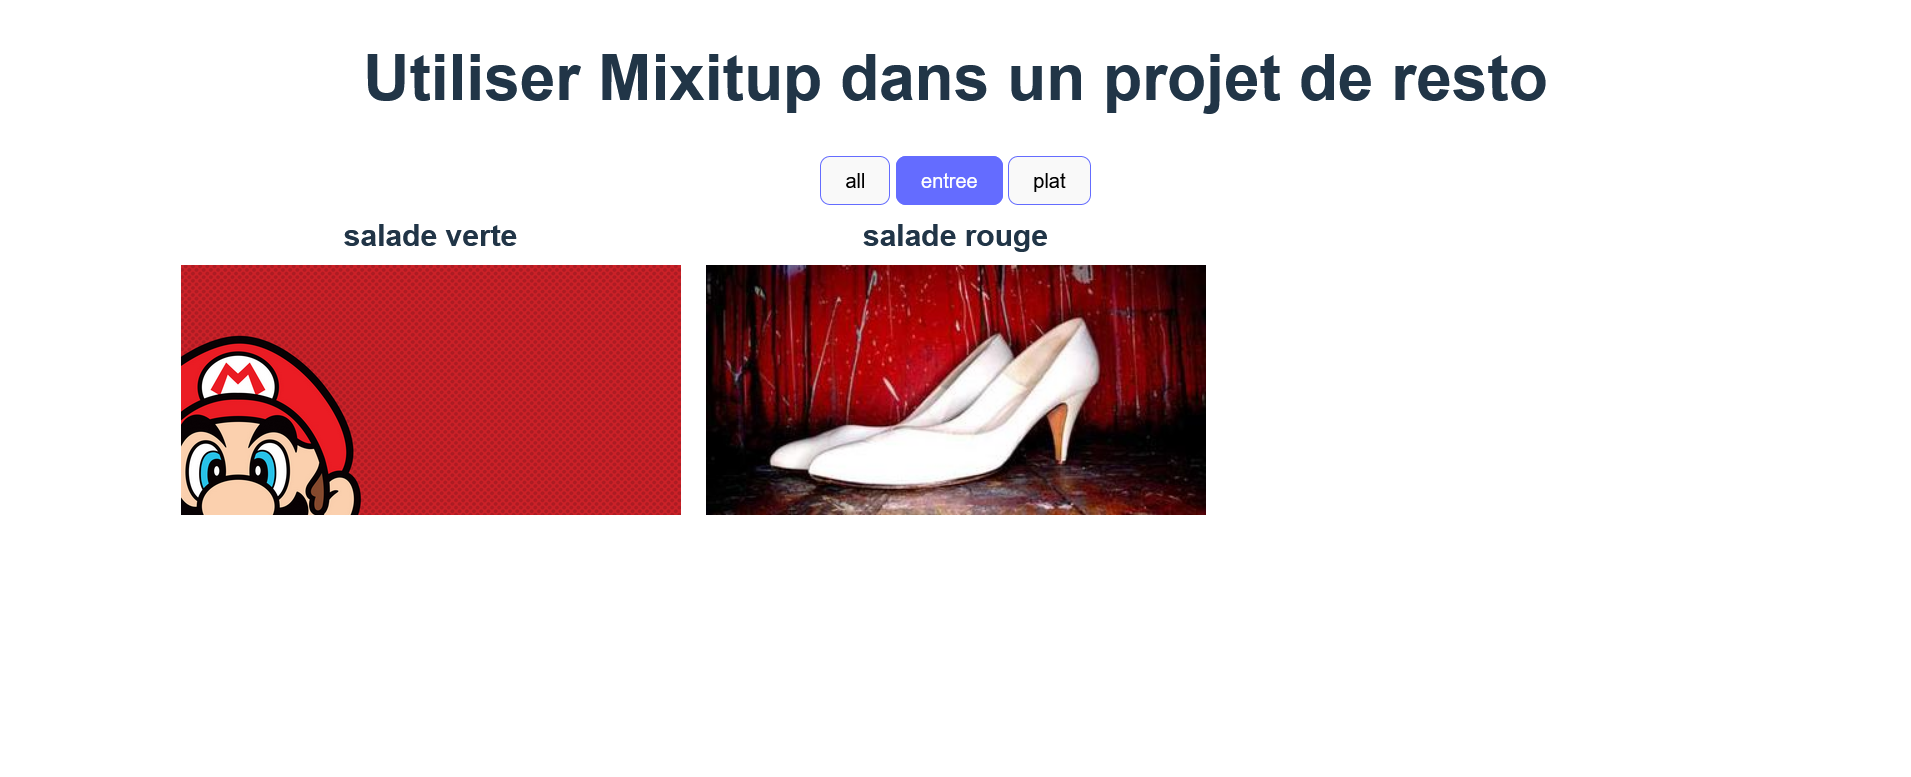 Utiliser Mixitup dans un projet de resto
all entree plat
salade verte salade rouge
M